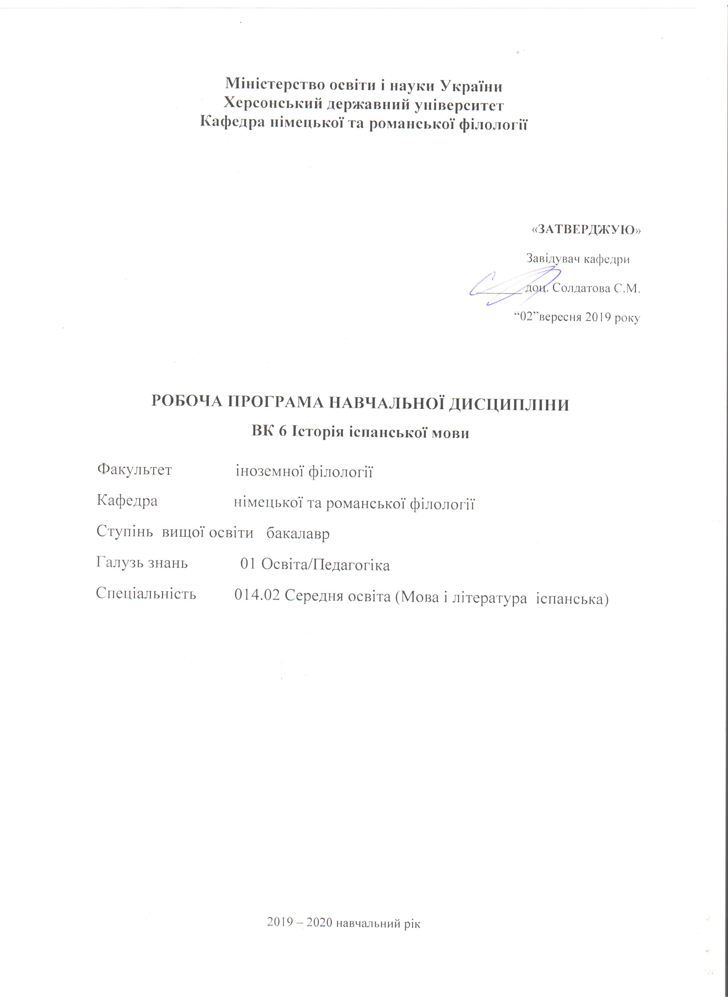 Міністерство освіти і науки України
Херсонський державний університет
Кафедра німецької та романської філології
«ЗАТВЕРДЖУЮ»
Завідувач кафедри
________ доц. Солдатова С.М.
“02”вересня 2019 року
РОБОЧА ПРОГРАМА НАВЧАЛЬНОЇ ДИСЦИПЛІНИ
ВК 6 Історія іспанської мови
Факультет іноземної філології
Кафедра німецької та романської філології
Ступінь вищої освіти бакалавр
Галузь знань 01 Освіта/Педагогіка
Спеціальність 014.02 Середня освіта (Мова і література іспанська)
2019 – 2020 навчальний рік